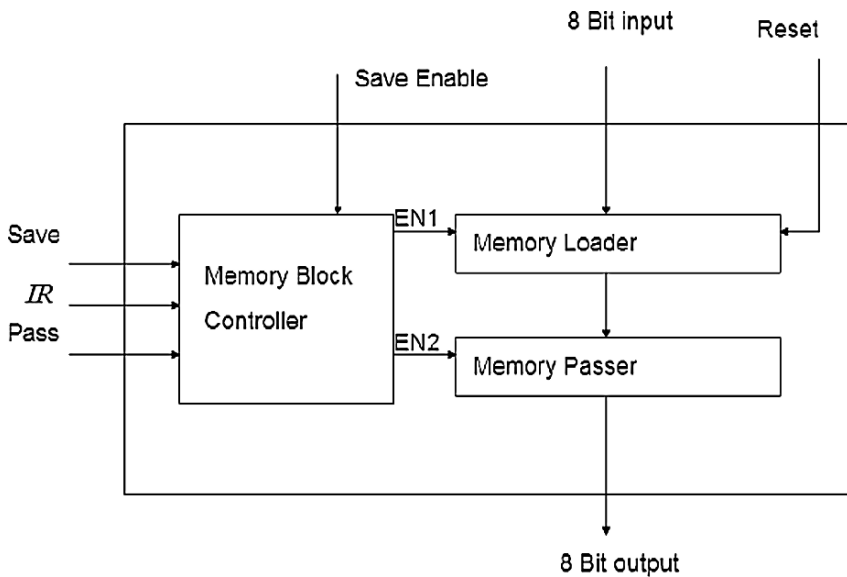 8 Bit input
Reset
Save Enable
EN1
Save
Memory Loader
Memory Block
Controller
IR
Pass
EN2
Memory Passer
8 Bit output